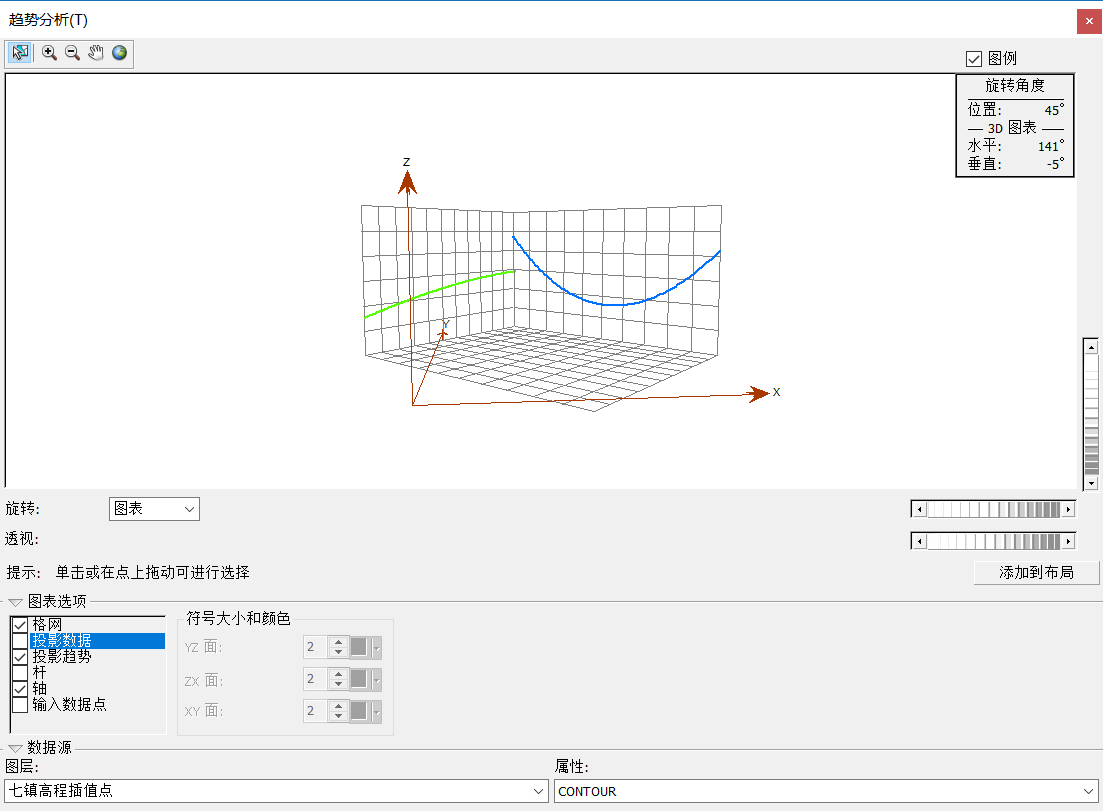 趋势分析(T)
图例
旋转角度
位置: 45°
3D 图表
水平: 141°
垂直: -5°
Z
Y
X
旋转: 图表
透视:
提示: 单击或在点上拖动可进行选择
添加到布局
图表选项
格网
投影数据
投影趋势
杆
轴
输入数据点
符号大小和颜色
YZ 面: 2
ZX 面: 2
XY 面: 2
数据源
图层: 属性:
七镇高程插值点 CONTOUR